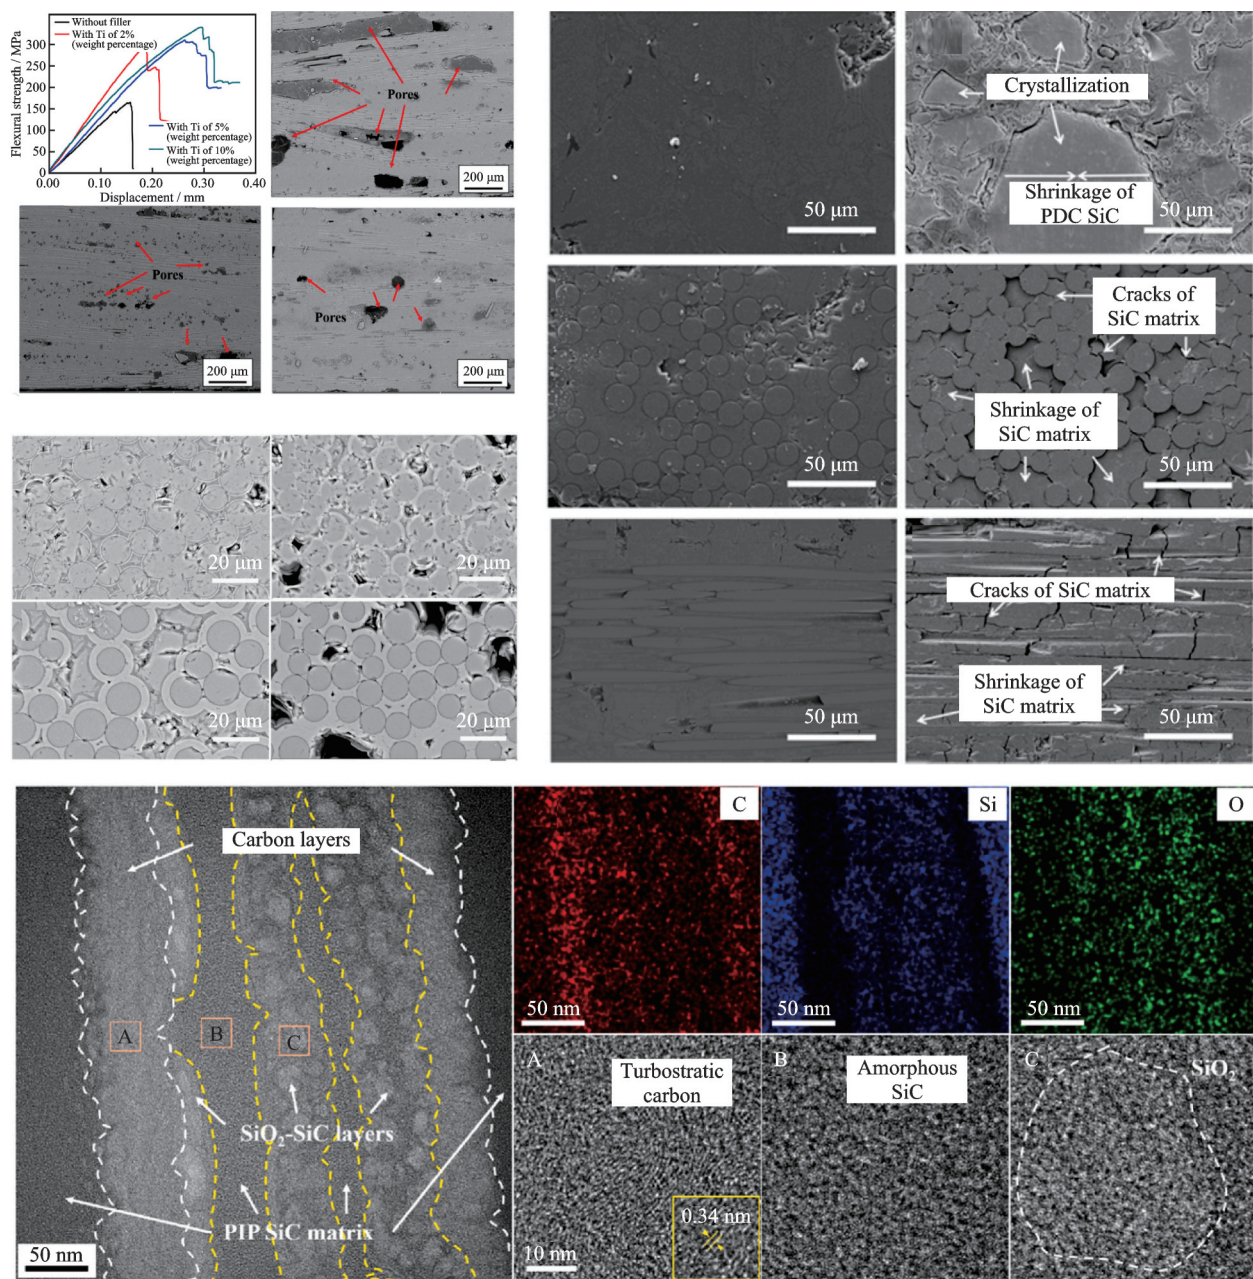 Flexural strength / MPa
300
250
200
150
100
50
0
0.00
0.10
0.20
0.30
0.40
Displacement / mm
Without filler
With Ti of 2%
(weight percentage)
With Ti of 5%
(weight percentage)
With Ti of 10%
(weight percentage)
Pores
200 μm
Pores
200 μm
Pores
200 μm
20 μm
20 μm
20 μm
20 μm
50 μm
Crystallization
Shrinkage of
PDC SiC
50 μm
50 μm
Cracks of
SiC matrix
Shrinkage of
SiC matrix
50 μm
50 μm
Cracks of SiC matrix
Shrinkage of
SiC matrix
50 μm
Carbon layers
A
B
C
SiO₂-SiC layers
PIP SiC matrix
50 nm
C
50 nm
Si
50 nm
O
50 nm
A
Turbostratic
carbon
0.34 nm
10 nm
B
Amorphous
SiC
C
SiO₂